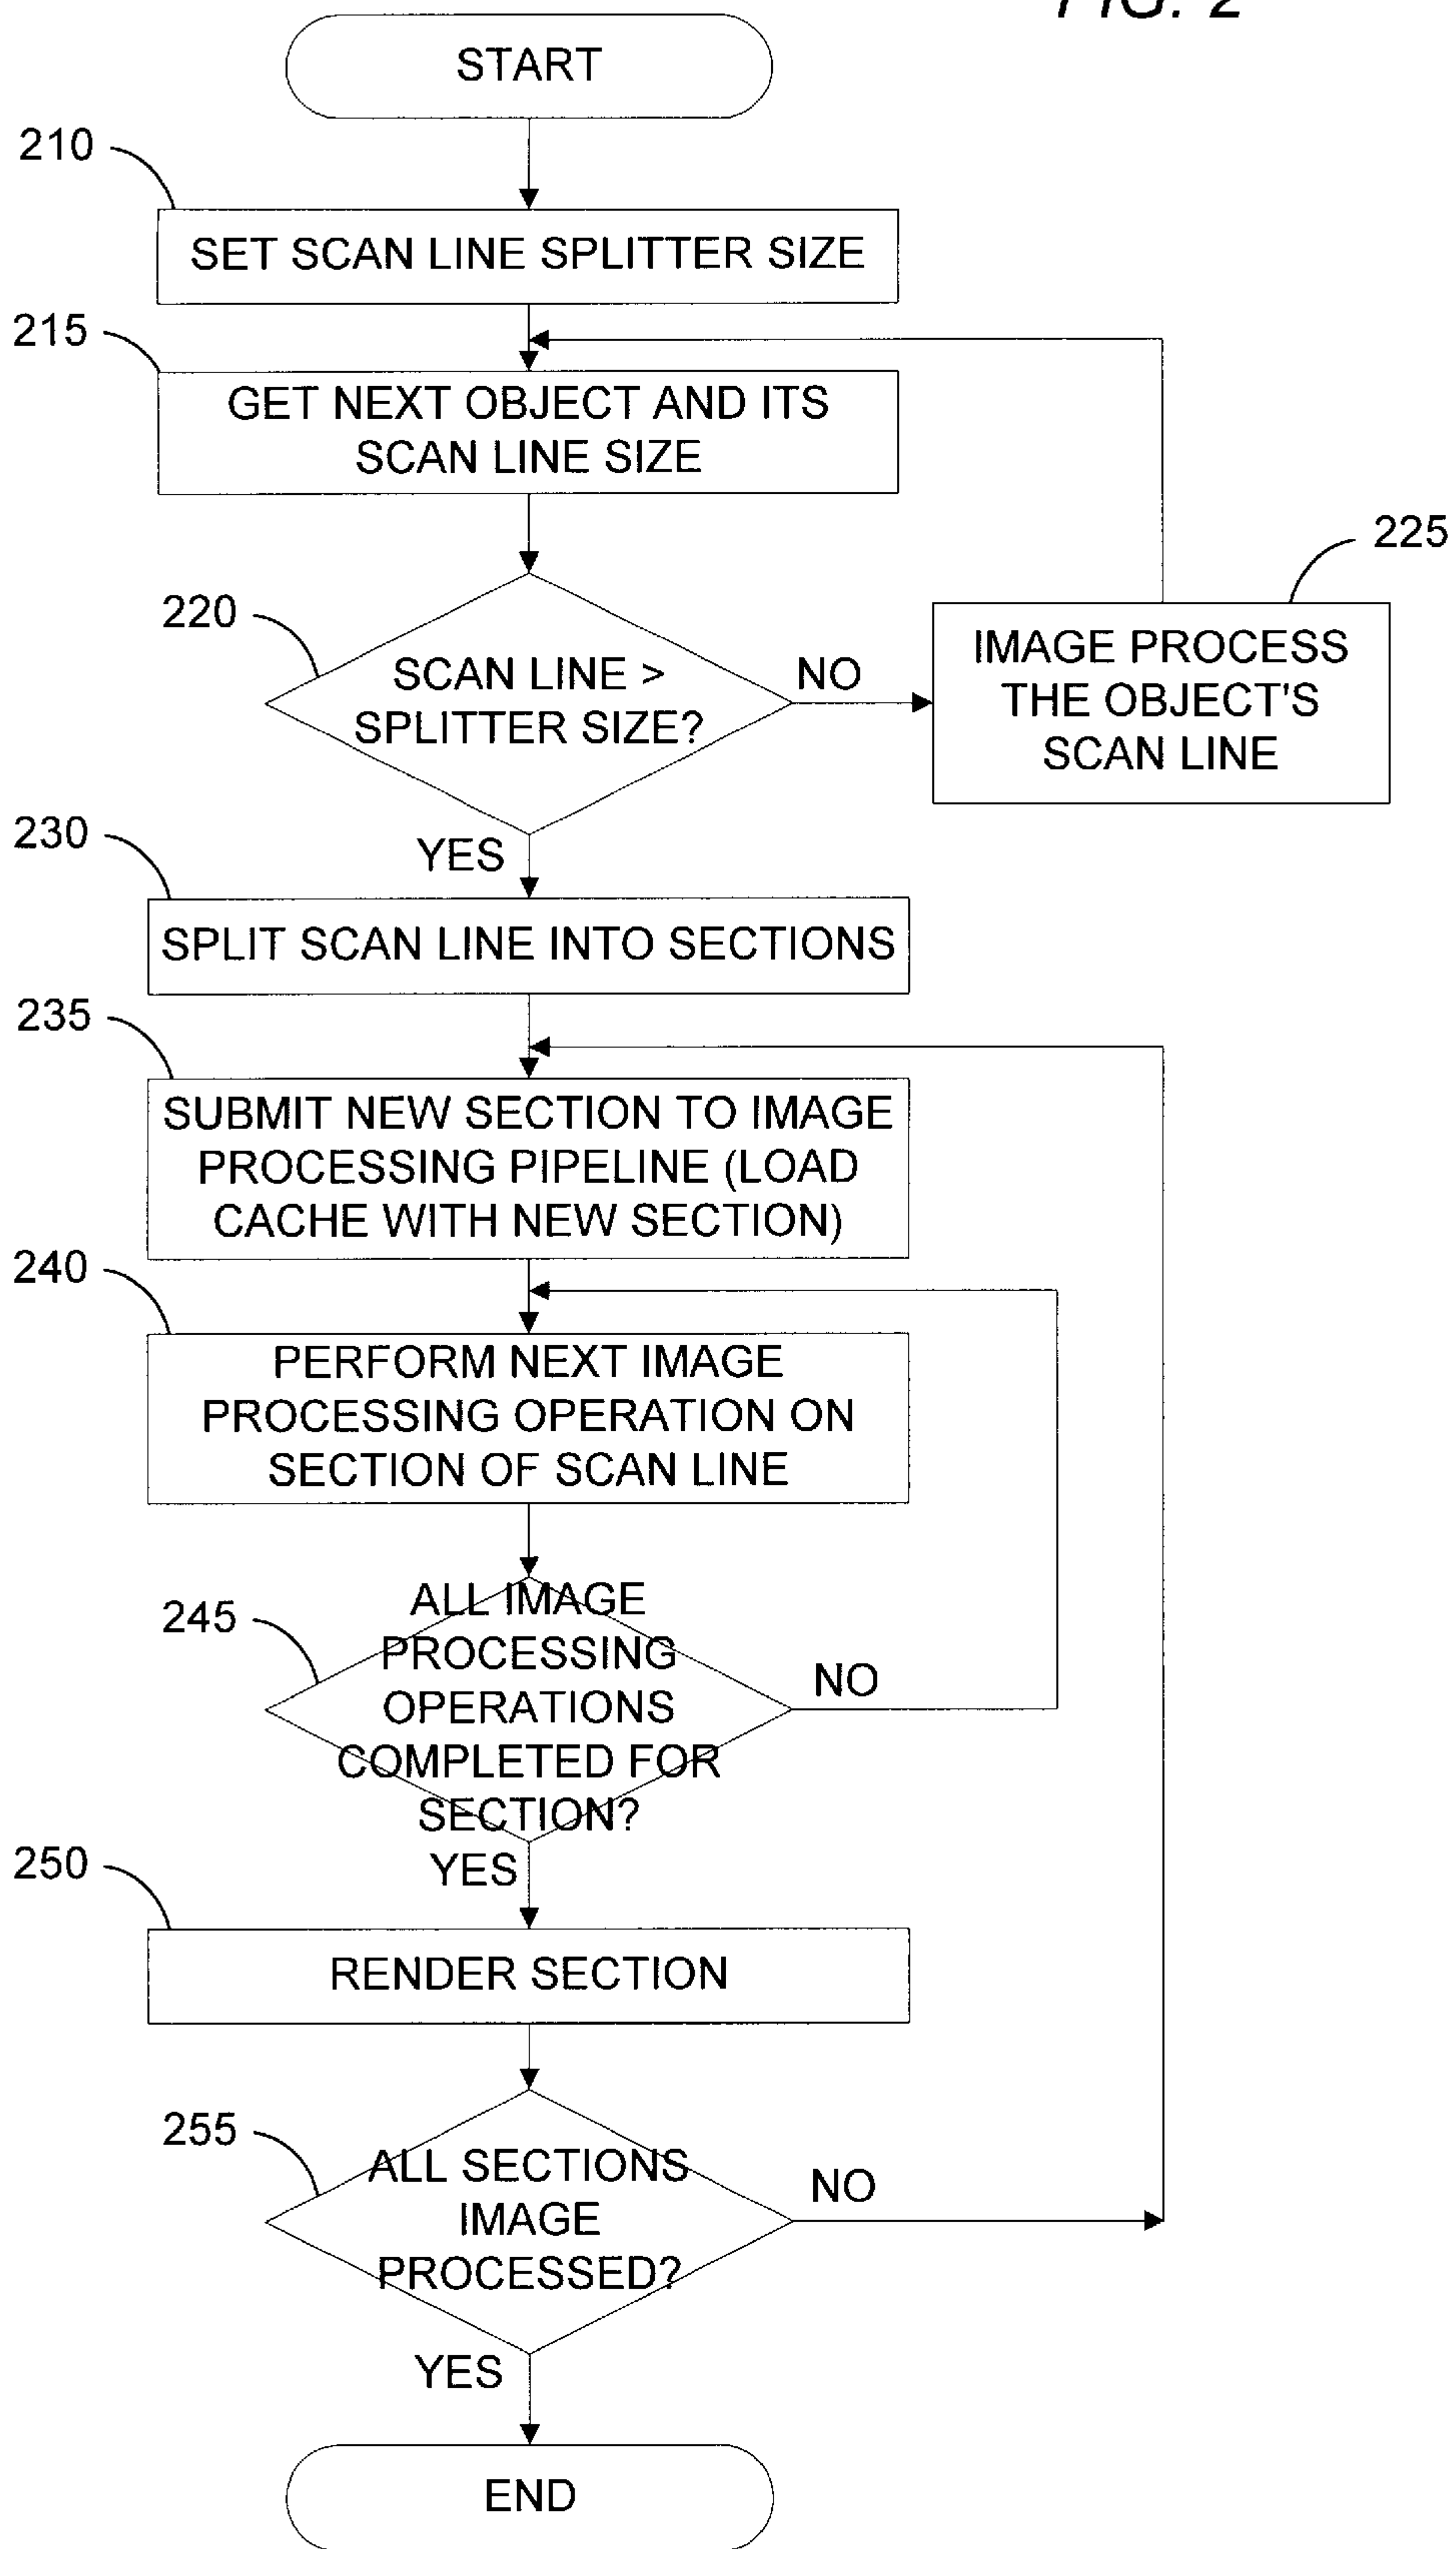 FIG. 2
START
210
SET SCAN LINE SPLITTER SIZE
215
GET NEXT OBJECT AND ITS
SCAN LINE SIZE
225
220
SCAN LINE >
SPLITTER SIZE?
NO
IMAGE PROCESS
THE OBJECT'S
SCAN LINE
YES
230
SPLIT SCAN LINE INTO SECTIONS
235
SUBMIT NEW SECTION TO IMAGE
PROCESSING PIPELINE (LOAD
CACHE WITH NEW SECTION)
240
PERFORM NEXT IMAGE
PROCESSING OPERATION ON
SECTION OF SCAN LINE
245
ALL IMAGE
PROCESSING
OPERATIONS
COMPLETED FOR
SECTION?
NO
YES
250
RENDER SECTION
255
ALL SECTIONS
IMAGE
PROCESSED?
NO
YES
END